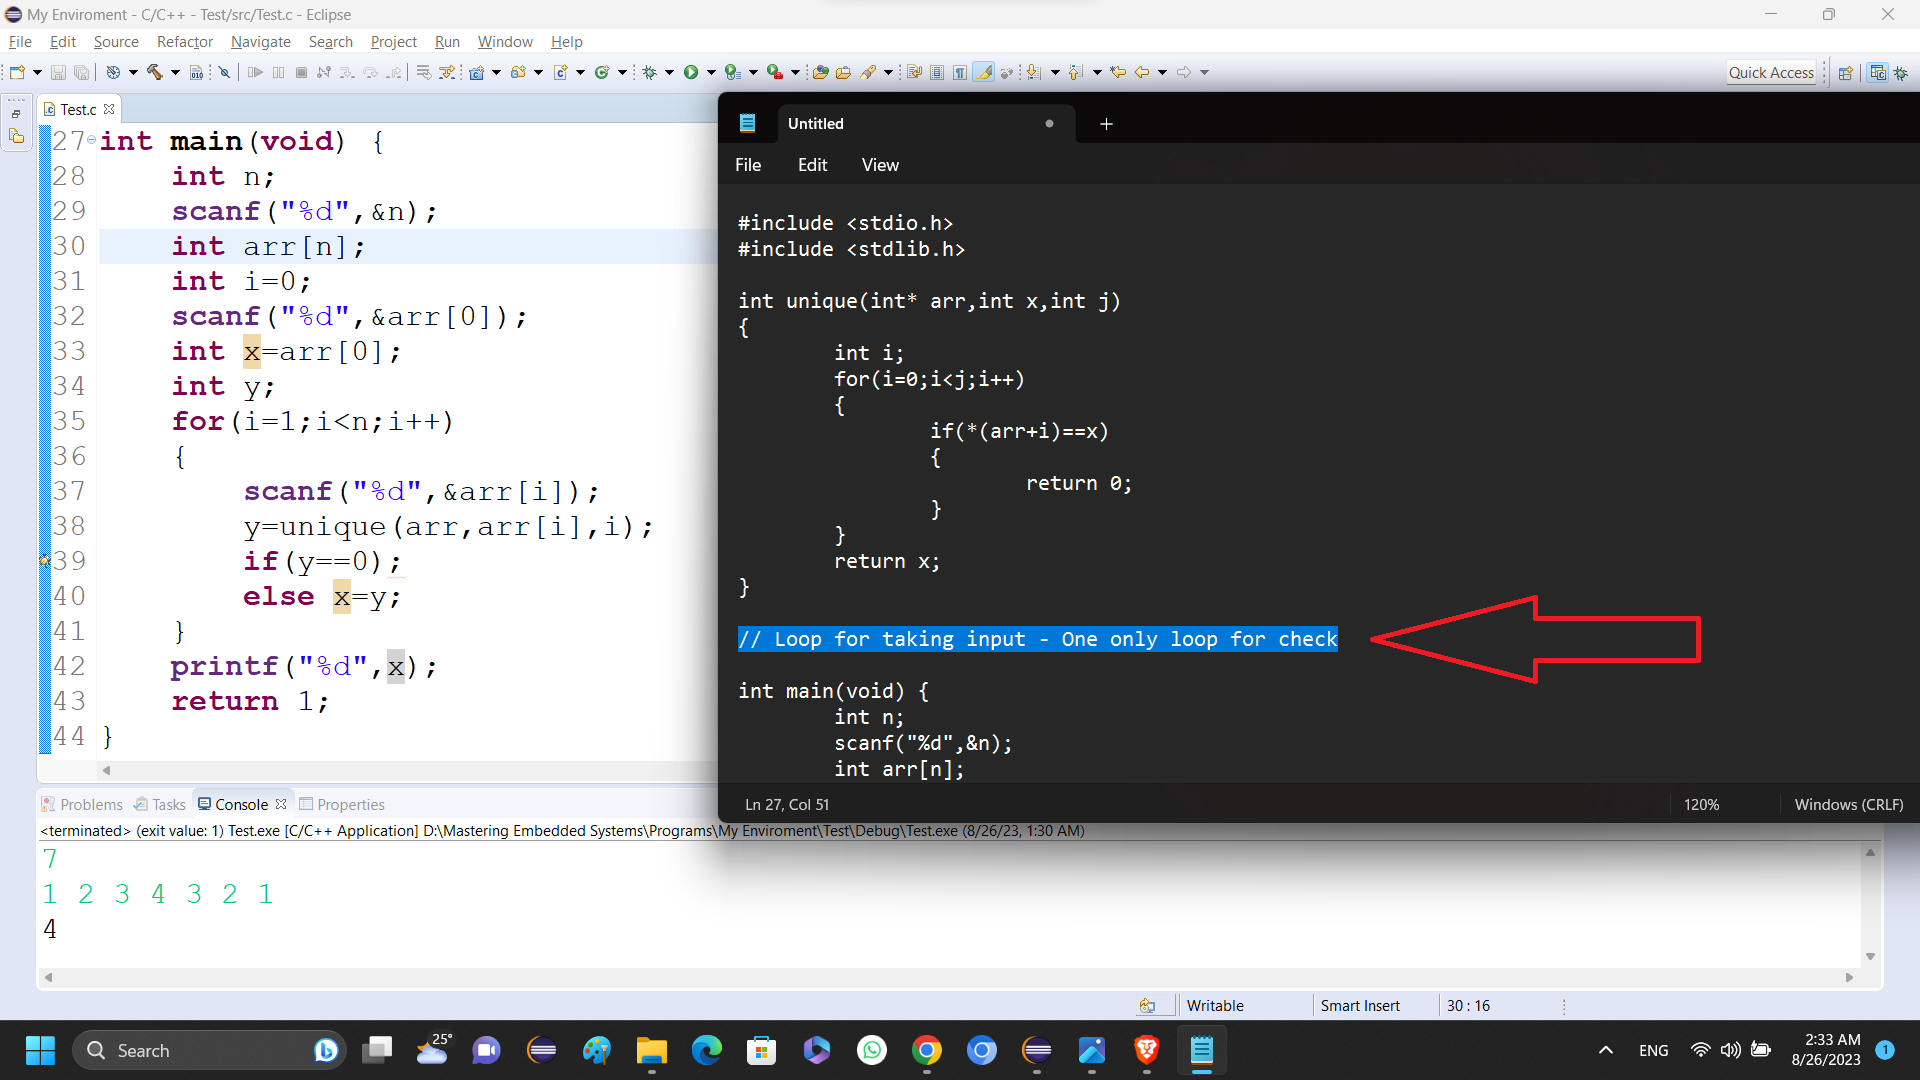 My Enviroment - C/C++ - Test/src/Test.c - Eclipse
File Edit Source Refactor Navigate Search Project Run Window Help
Quick Access
Test.c
27 int main(void) {
28 int n;
29 scanf("%d",&n);
30 int arr[n];
31 int i=0;
32 scanf("%d",&arr[0]);
33 int x=arr[0];
34 int y;
35 for(i=1;i<n;i++)
36 {
37 scanf("%d",&arr[i]);
38 y=unique(arr,arr[i],i);
39 if(y==0);
40 else x=y;
41 }
42 printf("%d",x);
43 return 1;
44 }
Untitled
File Edit View
#include <stdio.h>
#include <stdlib.h>
int unique(int* arr,int x,int j)
{
int i;
for(i=0;i<j;i++)
{
if(*(arr+i)==x)
{
return 0;
}
}
return x;
}
// Loop for taking input - One only loop for check
int main(void) {
int n;
scanf("%d",&n);
int arr[n];
Ln 27, Col 51 120% Windows (CRLF)
Problems Tasks Console Properties
<terminated> (exit value: 1) Test.exe [C/C++ Application] D:\Mastering Embedded Systems\Programs\My Enviroment\Test\Debug\Test.exe (8/26/23, 1:30 AM)
7
1 2 3 4 3 2 1
4
Writable Smart Insert 30 : 16
Search
25°
ENG
2:33 AM
8/26/2023
1